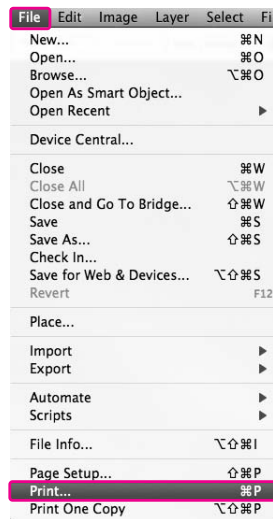 File Edit Image Layer Select Fi
New... ⌘N
Open... ⌘O
Browse... ⌥⌘O
Open As Smart Object...
Open Recent ▶
Device Central...
Close ⌘W
Close All ⌥⌘W
Close and Go To Bridge... ⇧⌘W
Save ⌘S
Save As... ⇧⌘S
Check In...
Save for Web & Devices... ⌥⇧⌘S
Revert F12
Place...
Import ▶
Export ▶
Automate ▶
Scripts ▶
File Info... ⌥⇧⌘I
Page Setup... ⇧⌘P
Print... ⌘P
Print One Copy ⌥⇧⌘P